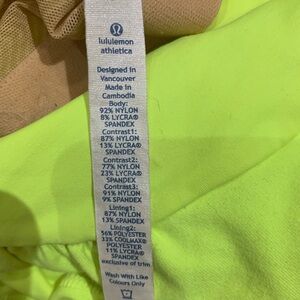 lululemon
athletica
Designed in
Vancouver
Made in
Cambodia
Body:
92% NYLON
8% LYCRA®
SPANDEX
Contrast1:
87% NYLON
13% LYCRA®
SPANDEX
Contrast2:
77% NYLON
23% LYCRA®
SPANDEX
Contrast3:
91% NYLON
9% SPANDEX
Lining1:
87% NYLON
13% LYCRA®
SPANDEX
Lining2:
56% POLYESTER
33% COOLMAX®
POLYESTER
11% LYCRA®
SPANDEX
exclusive of trim
Wash With Like
Colours Only